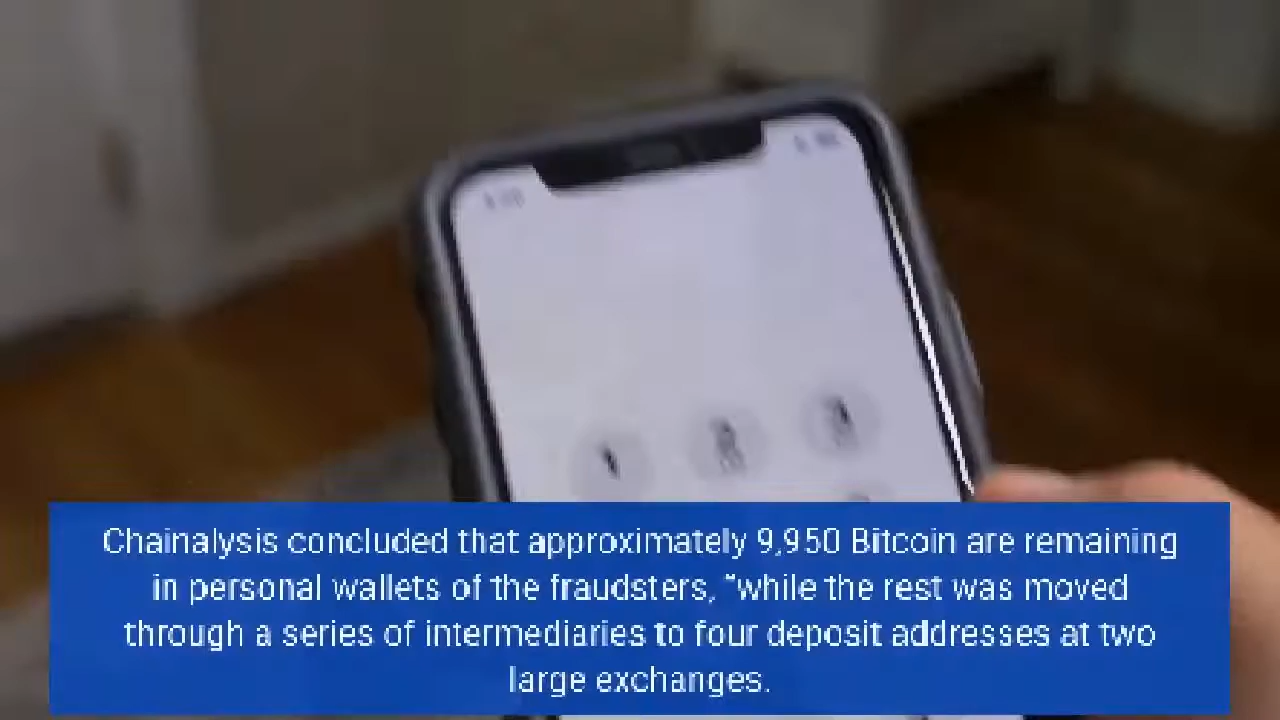 Chainalysis concluded that approximately 9,950 Bitcoin are remaining
in personal wallets of the fraudsters, “while the rest was moved
through a series of intermediaries to four deposit addresses at two
large exchanges.